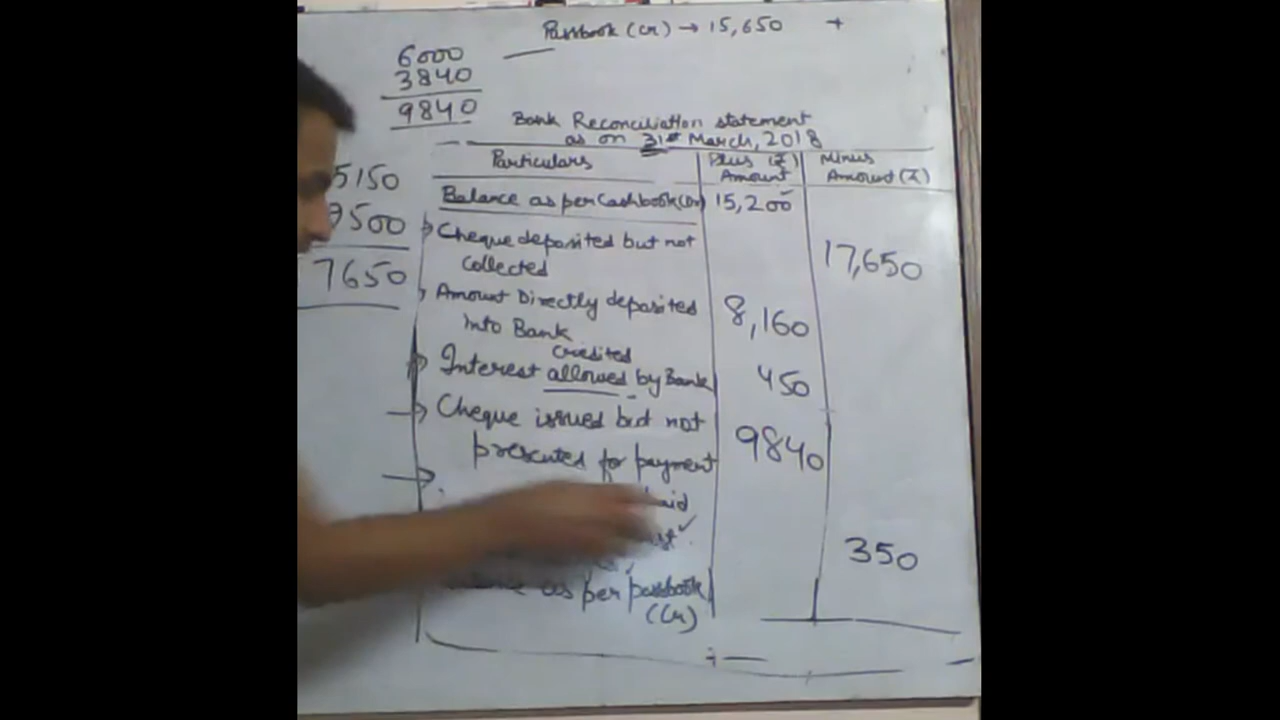 Passbook (Cr) → 15,650 +
6000
3840
9840
Bank Reconciliation statement
as on 31st March, 2018
Particulars Plus (₹) Amount Minus Amount (₹)
Balance as per Cashbook (Dr) 15,200
5150
9500
7650
→ Cheque deposited but not
collected 17,650
→ Amount Directly deposited
into Bank 8,160
credited
→ Interest allowed by Bank 450
→ Cheque issued but not
presented for payment 9840
→
350
as per passbook
(Cr)
+ — —